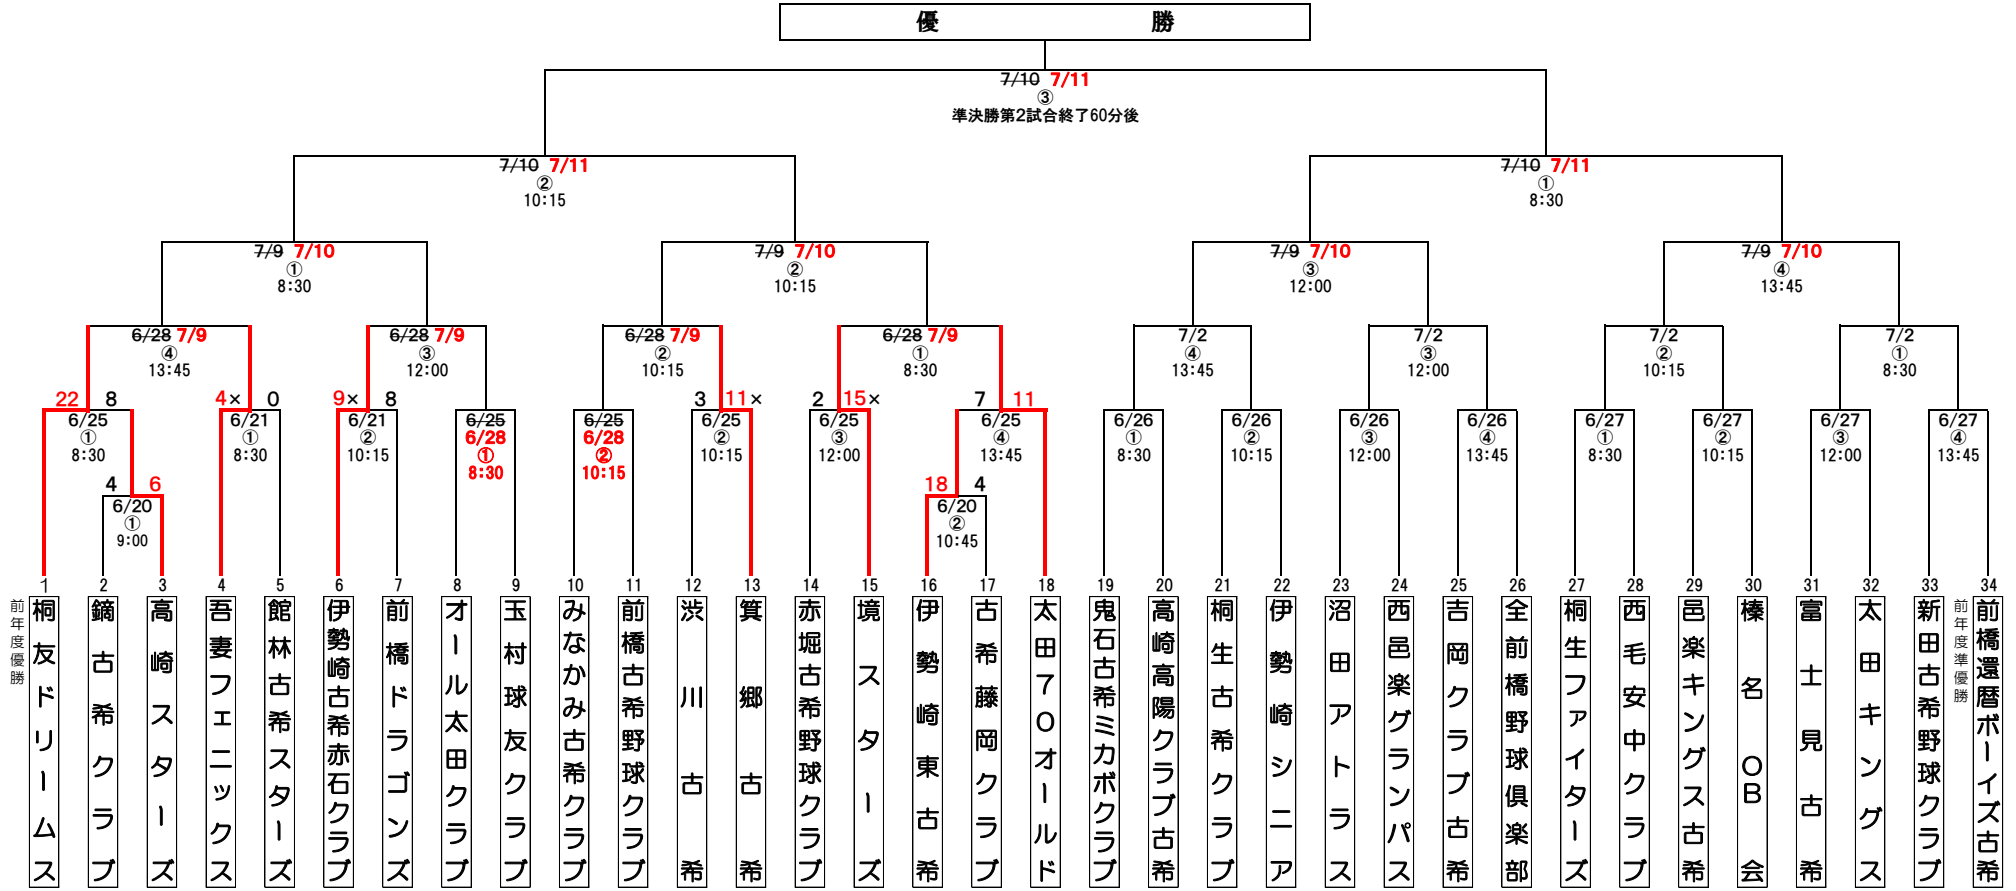 優勝
7/10 7/11
③
準決勝第2試合終了60分後
7/10 7/11
②
10:15
7/10 7/11
①
8:30
7/9 7/10
①
8:30
7/9 7/10
②
10:15
7/9 7/10
③
12:00
7/9 7/10
④
13:45
6/28 7/9
④
13:45
6/28 7/9
③
12:00
6/28 7/9
②
10:15
6/28 7/9
①
8:30
7/2
④
13:45
7/2
③
12:00
7/2
②
10:15
7/2
①
8:30
22 8
6/25
①
8:30
4× 0
6/21
①
8:30
9× 8
6/21
②
10:15
6/25
6/28
①
8:30
6/25
6/28
②
10:15
3 11×
6/25
②
10:15
2 15×
6/25
③
12:00
7 11
6/25
④
13:45
6/26
①
8:30
6/26
②
10:15
6/26
③
12:00
6/26
④
13:45
6/27
①
8:30
6/27
②
10:15
6/27
③
12:00
6/27
④
13:45
4 6
6/20
①
9:00
18 4
6/20
②
10:45
1 2 3 4 5 6 7 8 9 10 11 12 13 14 15 16 17 18 19 20 21 22 23 24 25 26 27 28 29 30 31 32 33 34
前年度優勝
桐友ドリームス
鏑古希クラブ
高崎スターズ
吾妻フェニックス
館林古希スターズ
伊勢崎古希赤石クラブ
前橋ドラゴンズ
オール太田クラブ
玉村球友クラブ
みなかみ古希クラブ
前橋古希野球クラブ
渋川古希
箕郷古希
赤堀古希野球クラブ
境スターズ
伊勢崎東古希
古希藤岡クラブ
太田70オールド
鬼石古希ミカボクラブ
高崎高陽クラブ古希
桐生古希クラブ
伊勢崎シニア
沼田アトラス
西邑楽グランパス
吉岡クラブ古希
全前橋野球倶楽部
桐生ファイターズ
西毛安中クラブ
邑楽キングス古希
榛名OB会
富士見古希
太田キングス
新田古希野球クラブ
前年度準優勝
前橋還暦ボーイズ古希